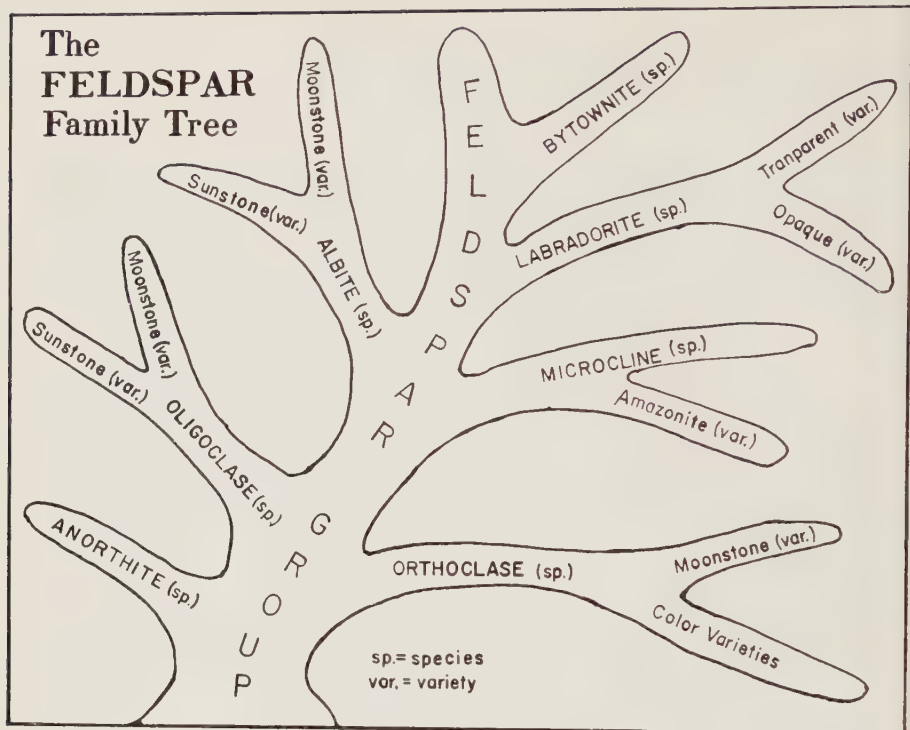 The
FELDSPAR
Family Tree
FELDSPAR GROUP
Moonstone (var.)
Sunstone (var.)
ALBITE (sp.)
BYTOWNITE (sp.)
Tranparent (var.)
LABRADORITE (sp.)
Opaque (var.)
Moonstone (var.)
Sunstone (var.)
OLIGOCLASE (sp.)
MICROCLINE (sp.)
Amazonite (var.)
ANORTHITE (sp.)
ORTHOCLASE (sp.)
Moonstone (var.)
Color Varieties
sp. = species
var. = variety